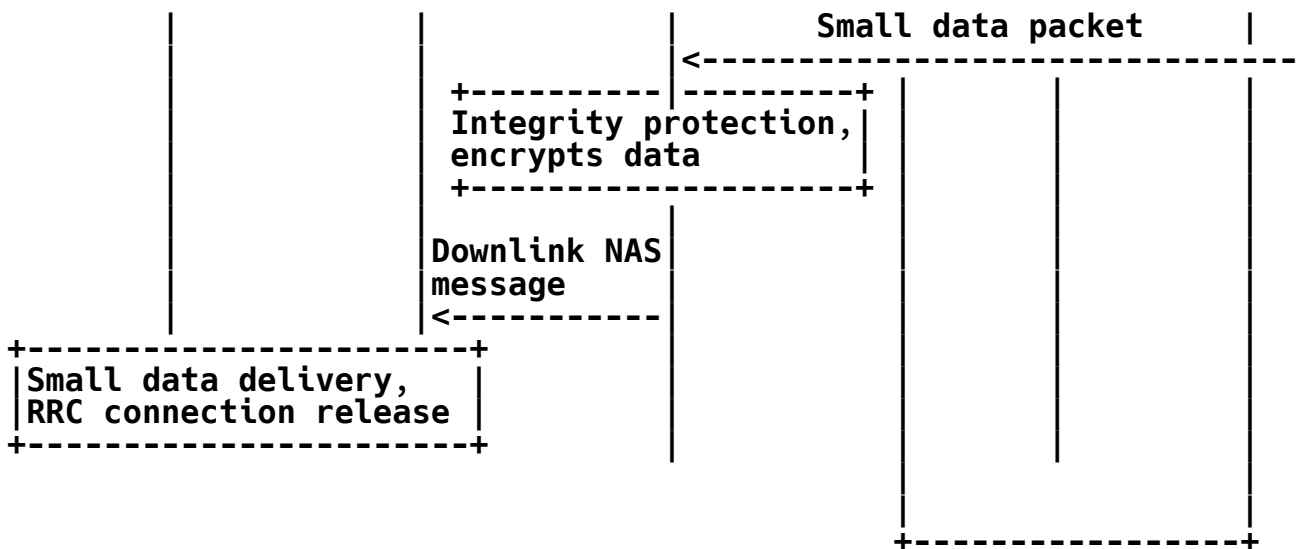 Small data packet
Integrity protection,
encrypts data
Downlink NAS
message
Small data delivery,
RRC connection release